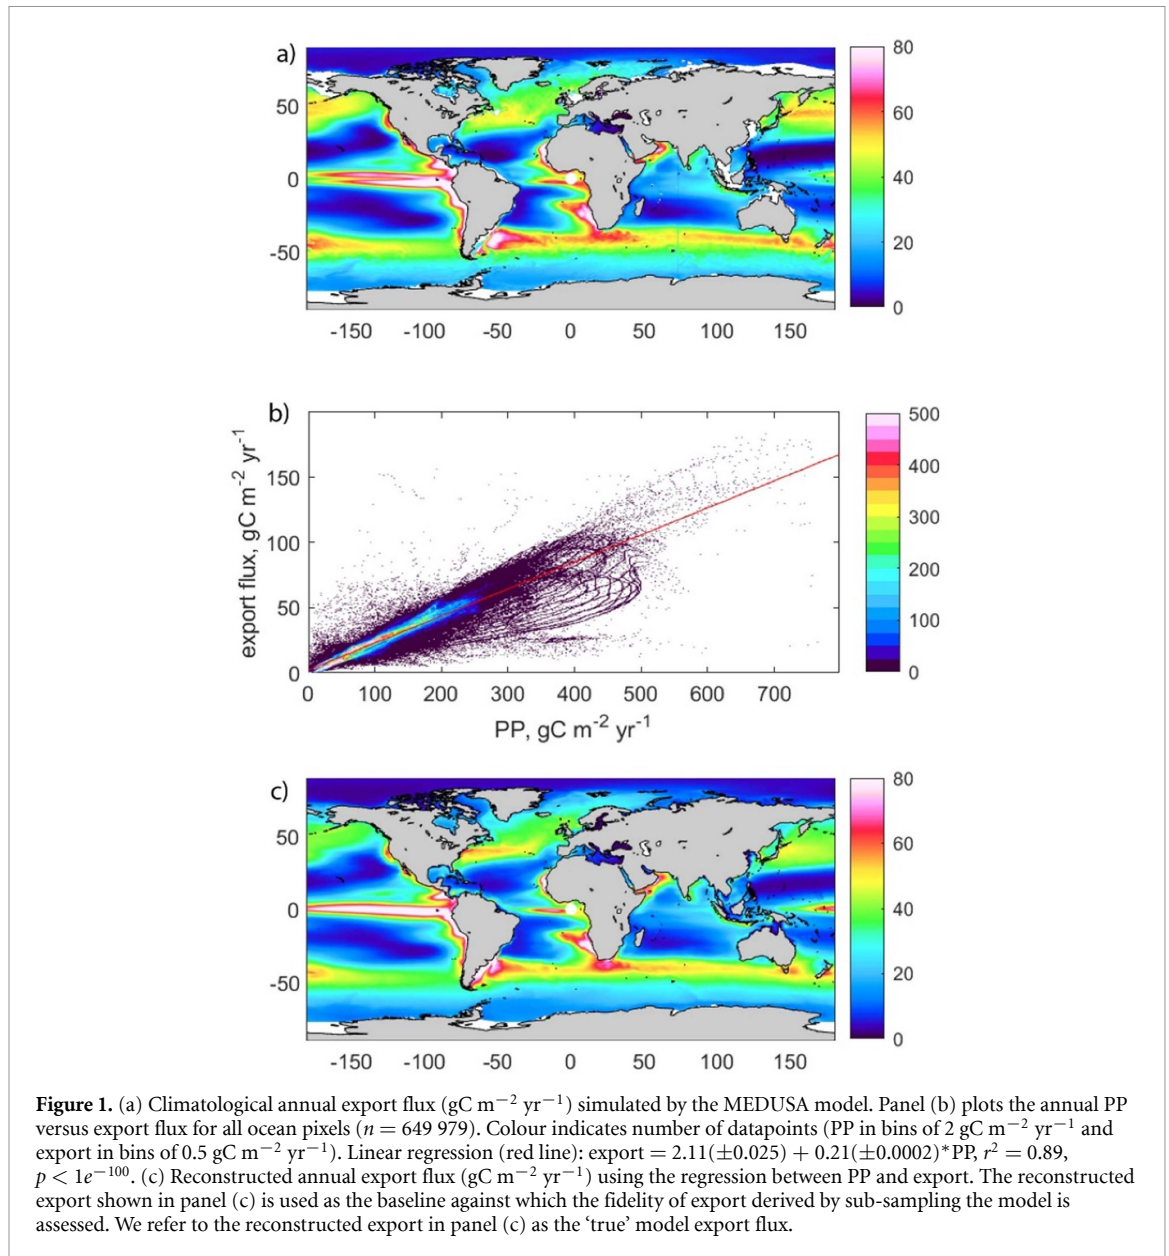 a)
80
60
40
20
0
50
0
-50
-150 -100 -50 0 50 100 150
b)
export flux, gC m-2 yr-1
150
100
50
0
0 100 200 300 400 500 600 700
PP, gC m-2 yr-1
500
400
300
200
100
0
c)
80
60
40
20
0
50
0
-50
-150 -100 -50 0 50 100 150
Figure 1. (a) Climatological annual export flux (gC m−2 yr−1) simulated by the MEDUSA model. Panel (b) plots the annual PP
versus export flux for all ocean pixels (n = 649 979). Colour indicates number of datapoints (PP in bins of 2 gC m−2 yr−1 and
export in bins of 0.5 gC m−2 yr−1). Linear regression (red line): export = 2.11(±0.025) + 0.21(±0.0002)*PP, r2 = 0.89,
p < 1e−100. (c) Reconstructed annual export flux (gC m−2 yr−1) using the regression between PP and export. The reconstructed
export shown in panel (c) is used as the baseline against which the fidelity of export derived by sub-sampling the model is
assessed. We refer to the reconstructed export in panel (c) as the ‘true’ model export flux.